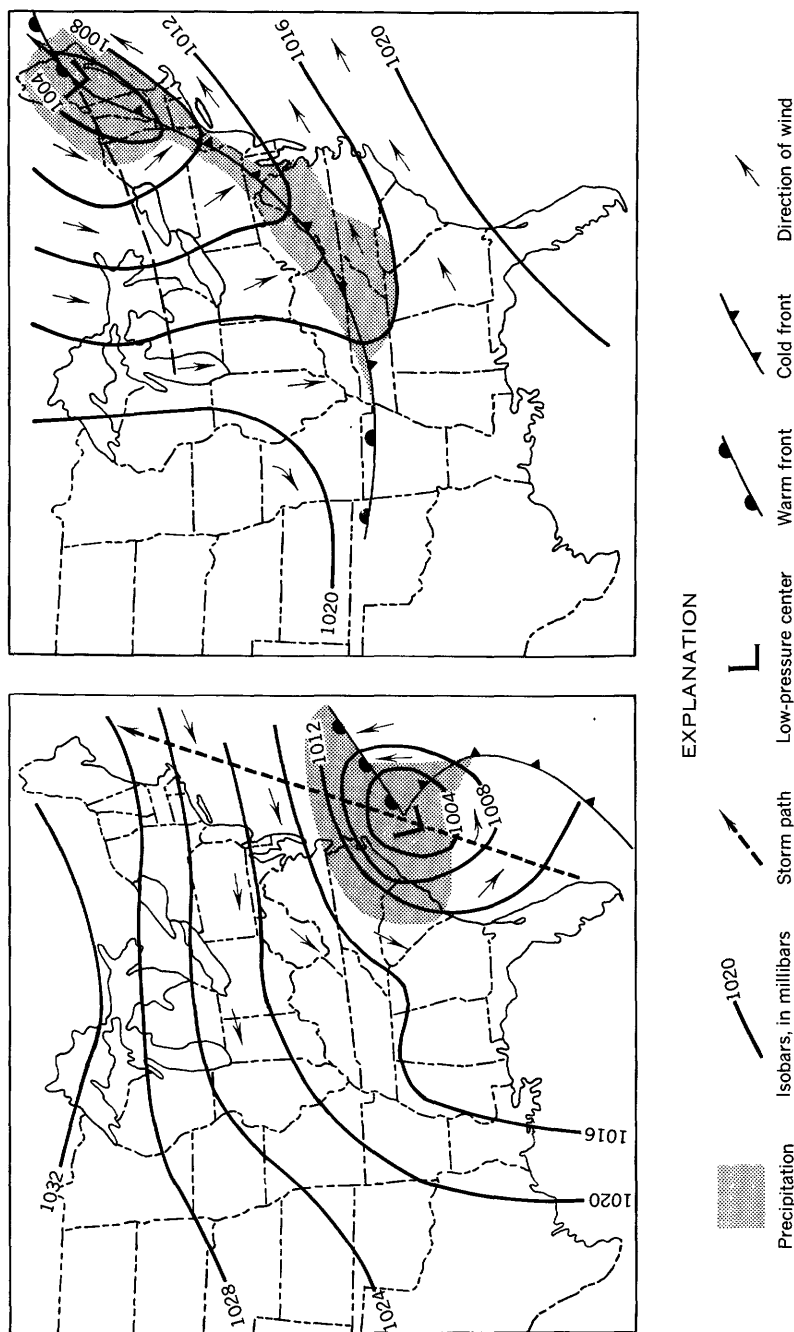 1004
1008
1012
1016
1020
1020
1012
1004
1008
1032
1028
1024
1020
1016
EXPLANATION
Precipitation
1020
Isobars, in millibars
Storm path
L
Low-pressure center
Warm front
Cold front
Direction of wind
L
L